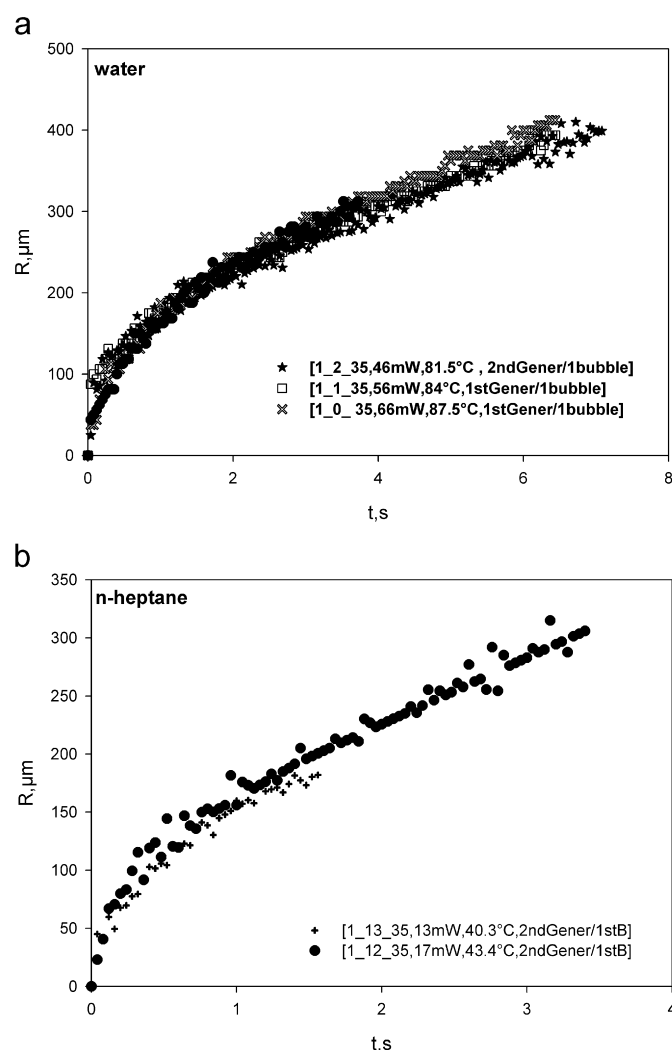 a
500
water
400
300
R,µm
200
100
[1_2_35,46mW,81.5°C , 2ndGener/1bubble]
[1_1_35,56mW,84°C,1stGener/1bubble]
[1_0_ 35,66mW,87.5°C,1stGener/1bubble]
0
0 2 4 6 8
t,s
b
350
n-heptane
300
250
200
R,µm
150
100
50
[1_13_35,13mW,40.3°C,2ndGener/1stB]
[1_12_35,17mW,43.4°C,2ndGener/1stB]
0
0 1 2 3 4
t,s